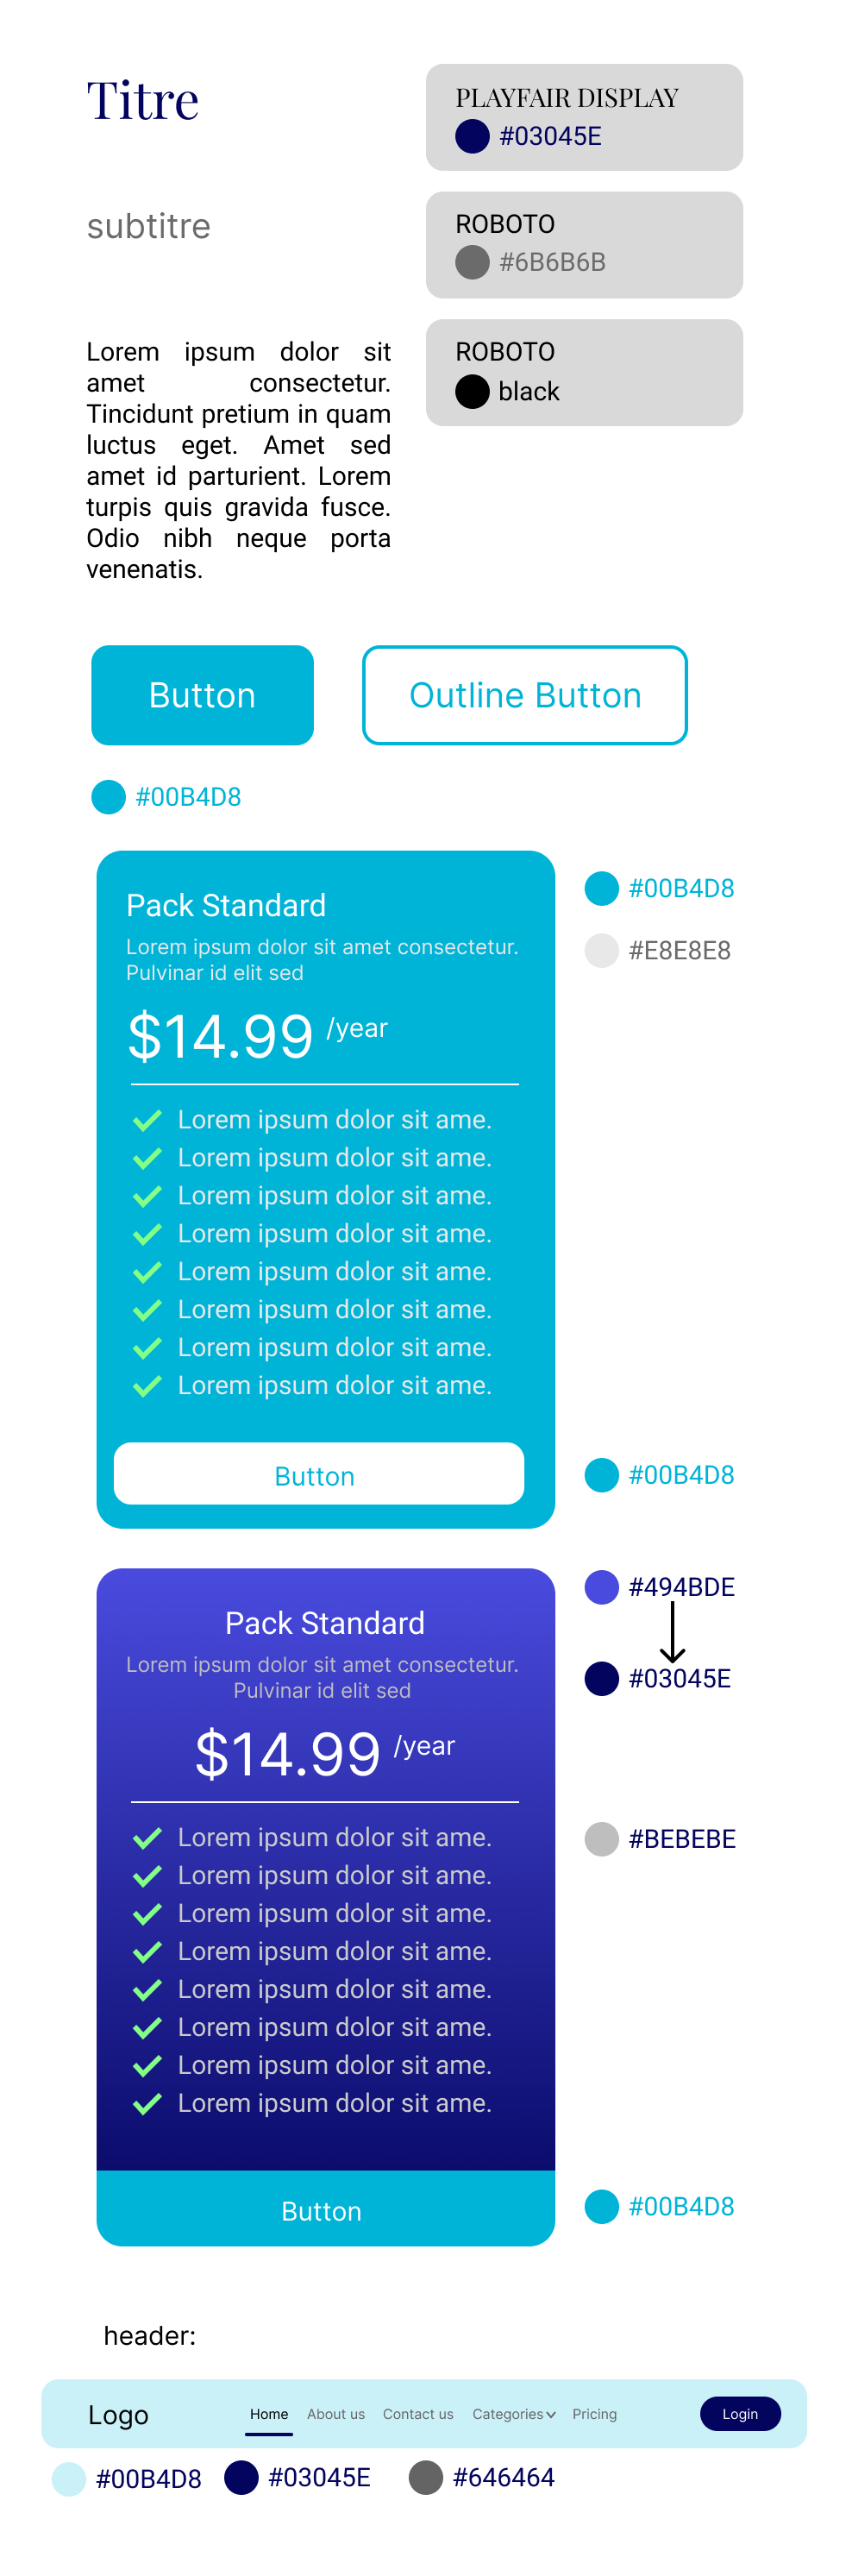 Titre
PLAYFAIR DISPLAY
#03045E
subtitre
ROBOTO
#6B6B6B
Lorem ipsum dolor sit
amet consectetur.
Tincidunt pretium in quam
luctus eget. Amet sed
amet id parturient. Lorem
turpis quis gravida fusce.
Odio nibh neque porta
venenatis.
ROBOTO
black
Button
Outline Button
#00B4D8
Pack Standard
Lorem ipsum dolor sit amet consectetur.
Pulvinar id elit sed
$14.99 /year
Lorem ipsum dolor sit ame.
Lorem ipsum dolor sit ame.
Lorem ipsum dolor sit ame.
Lorem ipsum dolor sit ame.
Lorem ipsum dolor sit ame.
Lorem ipsum dolor sit ame.
Lorem ipsum dolor sit ame.
Lorem ipsum dolor sit ame.
Button
#00B4D8
#E8E8E8
#00B4D8
Pack Standard
Lorem ipsum dolor sit amet consectetur.
Pulvinar id elit sed
$14.99 /year
Lorem ipsum dolor sit ame.
Lorem ipsum dolor sit ame.
Lorem ipsum dolor sit ame.
Lorem ipsum dolor sit ame.
Lorem ipsum dolor sit ame.
Lorem ipsum dolor sit ame.
Lorem ipsum dolor sit ame.
Lorem ipsum dolor sit ame.
Button
#494BDE
#03045E
#BEBEBE
#00B4D8
header:
Logo Home About us Contact us Categories Pricing Login
#00B4D8 #03045E #646464